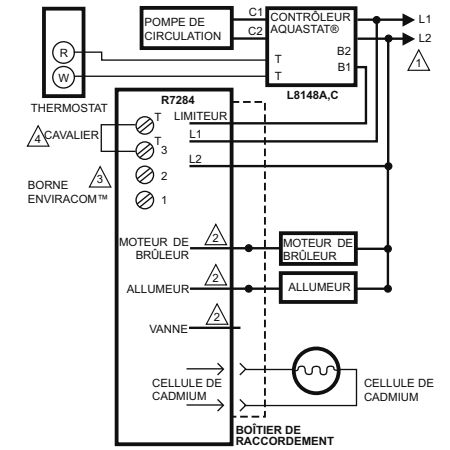 POMPE DE
CIRCULATION
C1
C2
CONTRÔLEUR
AQUASTAT®
B2
B1
T
T
L8148A,C
L1
L2
1
R
W
THERMOSTAT
R7284
LIMITEUR
L1
L2
4
CAVALIER
T
T
3
2
1
3
BORNE
ENVIRACOM™
MOTEUR DE
BRÛLEUR
2
MOTEUR DE
BRÛLEUR
ALLUMEUR
2
ALLUMEUR
VANNE
2
CELLULE DE
CADMIUM
CELLULE DE
CADMIUM
BOÎTIER DE
RACCORDEMENT